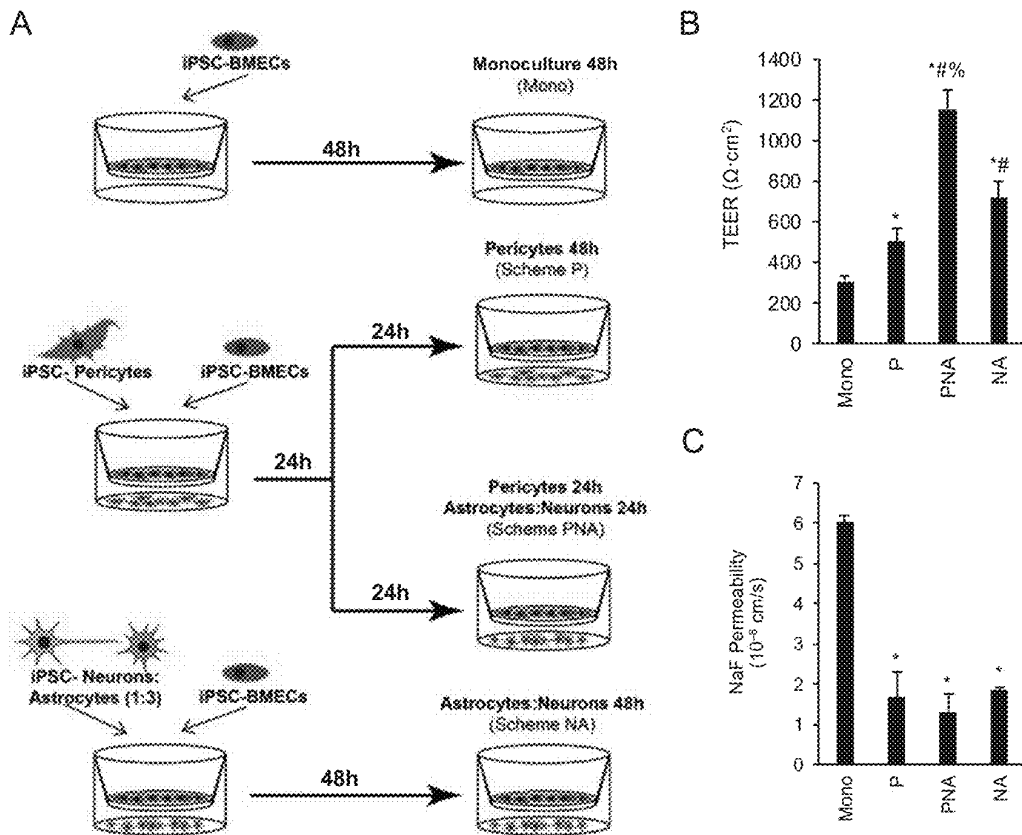 A
iPSC-BMECs
48h
Monoculture 48h
(Mono)
iPSC- Pericytes
iPSC-BMECs
24h
24h
Pericytes 48h
(Scheme P)
24h
Pericytes 24h
Astrocytes:Neurons 24h
(Scheme PNA)
iPSC- Neurons:
Astrocytes (1:3)
iPSC-BMECs
48h
Astrocytes:Neurons 48h
(Scheme NA)
B
TEER (Ω·cm²)
1400
1200
1000
800
600
400
200
0
*
*#%
*#
Mono
P
PNA
NA
C
NaF Permeability
(10⁻⁶ cm/s)
7
6
5
4
3
2
1
0
*
*
*
Mono
P
PNA
NA